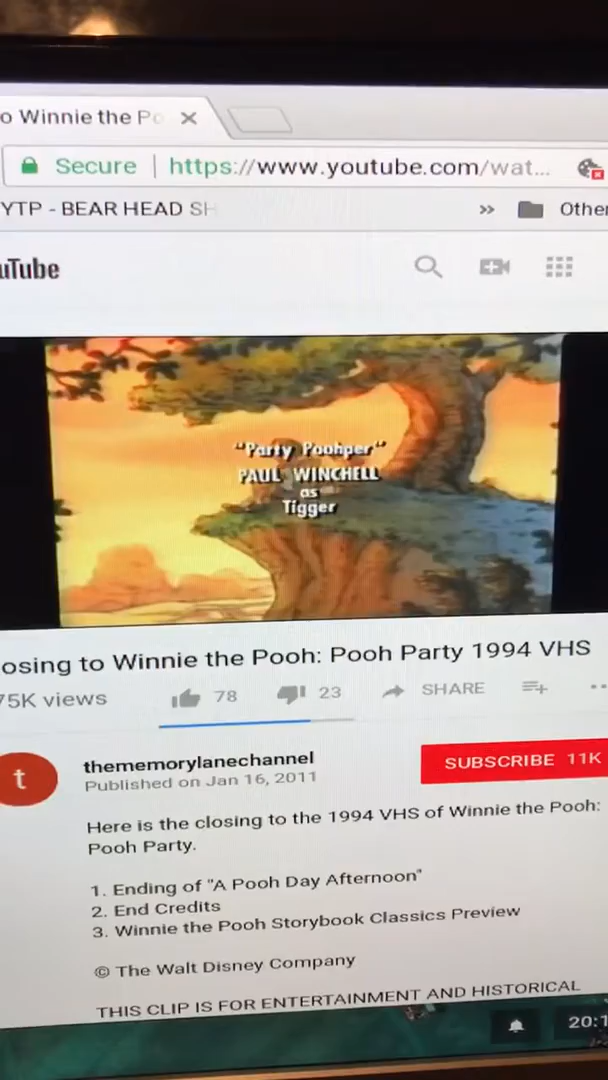 o Winnie the Po
Secure | https://www.youtube.com/wat...
YTP - BEAR HEAD SH
Other
uTube
"Party Poohper"
PAUL WINCHELL
as
Tigger
osing to Winnie the Pooh: Pooh Party 1994 VHS
75K views 78 23 SHARE
t
thememorylanechannel
Published on Jan 16, 2011
SUBSCRIBE 11K
Here is the closing to the 1994 VHS of Winnie the Pooh:
Pooh Party.
1. Ending of "A Pooh Day Afternoon"
2. End Credits
3. Winnie the Pooh Storybook Classics Preview
© The Walt Disney Company
THIS CLIP IS FOR ENTERTAINMENT AND HISTORICAL
20:1